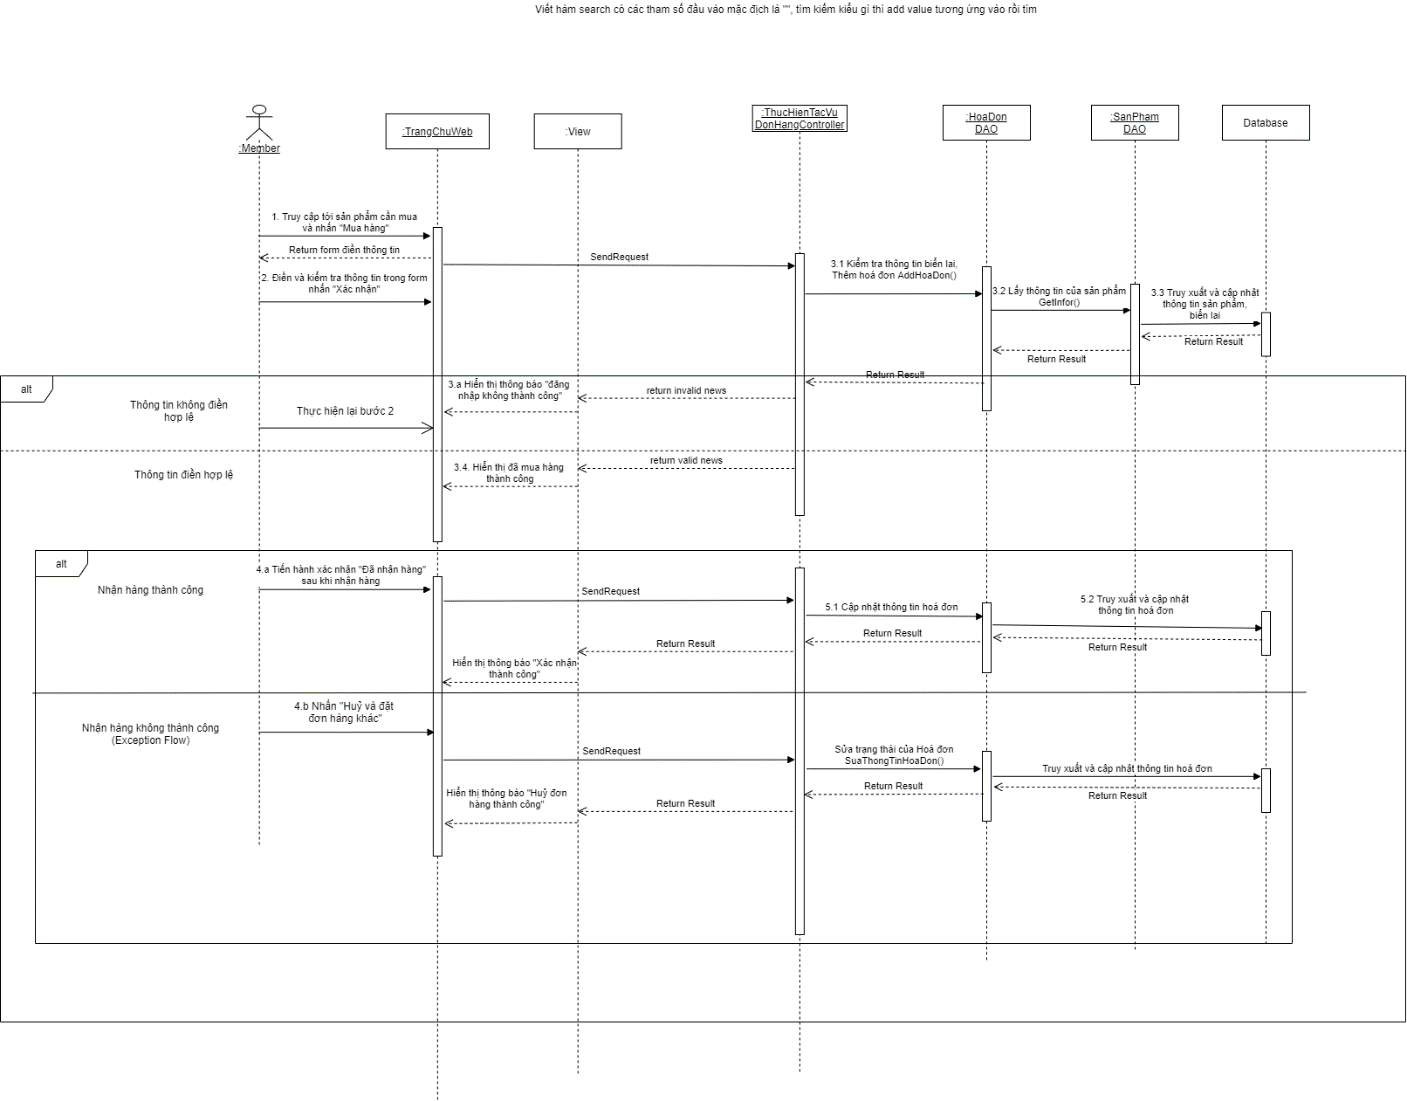 Viết hàm search có các tham số đầu vào mặc định là "", tìm kiếm kiểu gì thì add value tương ứng vào rồi tìm
:Member
:TrangChuWeb
:View
:ThucHienTacVu
DonHangController
:HoaDon
DAO
:SanPham
DAO
Database
1. Truy cập tới sản phẩm cần mua
và nhấn "Mua hàng"
Return form điền thông tin
2. Điền và kiểm tra thông tin trong form
nhấn "Xác nhận"
SendRequest
3.1 Kiểm tra thông tin biên lai,
Thêm hoá đơn AddHoaDon()
3.2 Lấy thông tin của sản phẩm
GetInfor()
3.3 Truy xuất và cập nhật
thông tin sản phẩm,
biên lai
Return Result
Return Result
Return Result
alt
Thông tin không điền
hợp lệ
Thực hiện lại bước 2
3.a Hiển thị thông báo "đăng
nhập không thành công"
return invalid news
Thông tin điền hợp lệ
3.4. Hiển thị đã mua hàng
thành công
return valid news
alt
Nhận hàng thành công
4.a Tiến hành xác nhận "Đã nhận hàng"
sau khi nhận hàng
SendRequest
5.1 Cập nhật thông tin hoá đơn
5.2 Truy xuất và cập nhật
thông tin hoá đơn
Return Result
Return Result
Return Result
Hiển thị thông báo "Xác nhận
thành công"
Nhận hàng không thành công
(Exception Flow)
4.b Nhấn "Huỷ và đặt
đơn hàng khác"
SendRequest
Sửa trạng thái của Hoá đơn
SuaThongTinHoaDon()
Truy xuất và cập nhật thông tin hoá đơn
Return Result
Return Result
Return Result
Hiển thị thông báo "Huỷ đơn
hàng thành công"